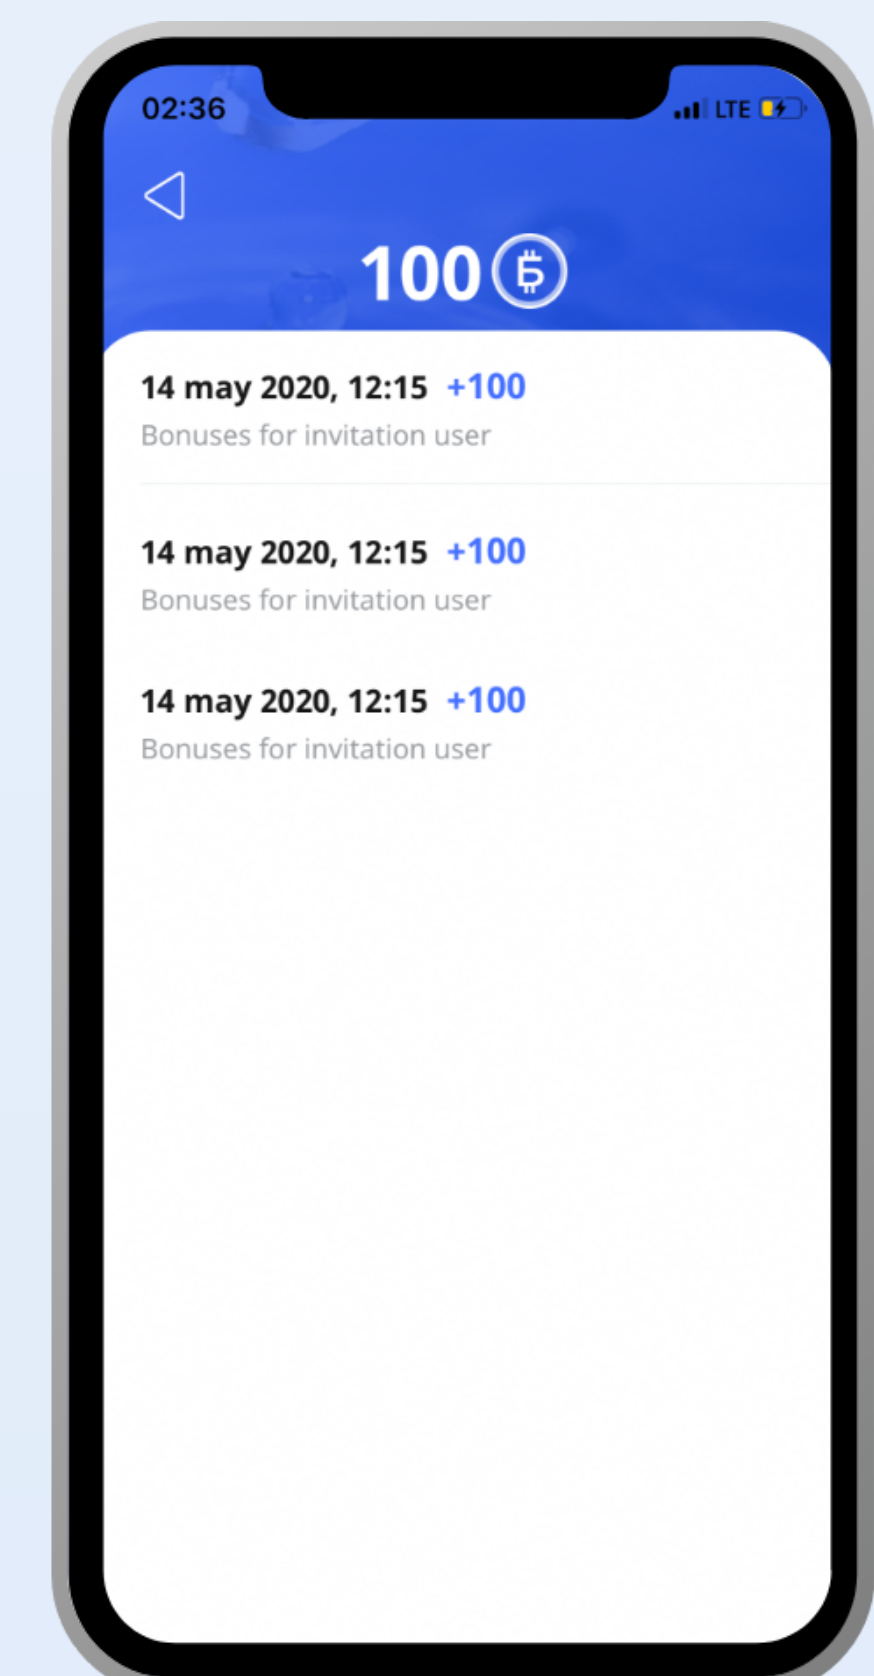 02:36 LTE
100 Б
14 may 2020, 12:15 +100
Bonuses for invitation user
14 may 2020, 12:15 +100
Bonuses for invitation user
14 may 2020, 12:15 +100
Bonuses for invitation user